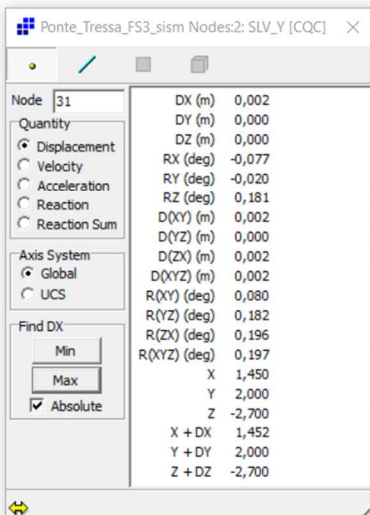 Ponte_Tressa_FS3_sism Nodes:2: SLV_Y [CQC]
Node 31
Quantity
Displacement
Velocity
Acceleration
Reaction
Reaction Sum
Axis System
Global
UCS
Find DX
Min
Max
Absolute
DX (m) 0,002
DY (m) 0,000
DZ (m) 0,000
RX (deg) -0,077
RY (deg) -0,020
RZ (deg) 0,181
D(XY) (m) 0,002
D(YZ) (m) 0,000
D(ZX) (m) 0,002
D(XYZ) (m) 0,002
R(XY) (deg) 0,080
R(YZ) (deg) 0,182
R(ZX) (deg) 0,196
R(XYZ) (deg) 0,197
X 1,450
Y 2,000
Z -2,700
X + DX 1,452
Y + DY 2,000
Z + DZ -2,700